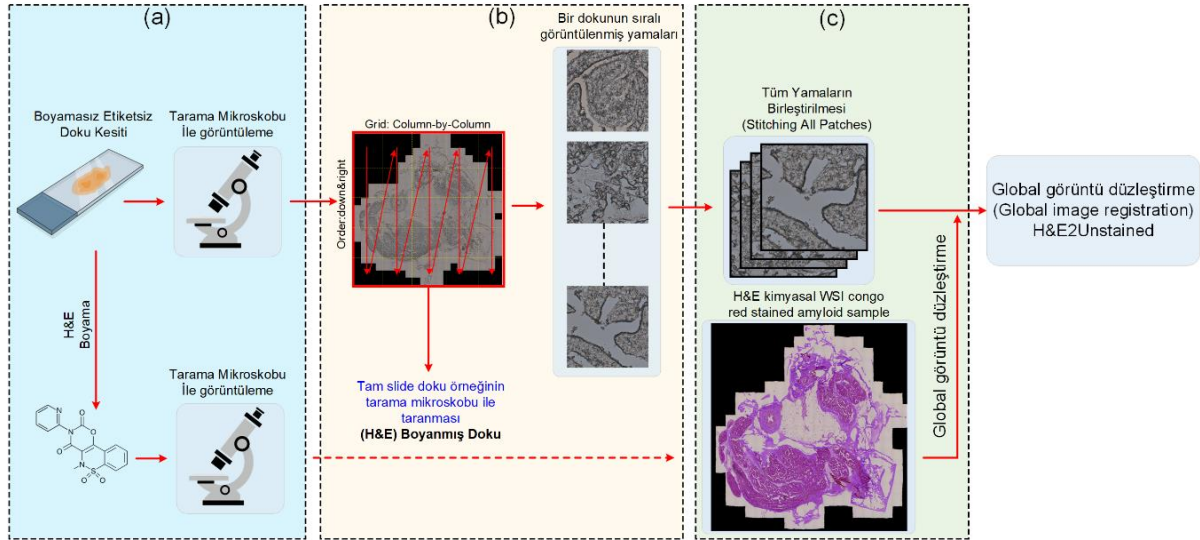 (a)
Boyamasız Etiketsiz
Doku Kesiti
Tarama Mikroskobu
İle görüntüleme
H&E
Boyama
Tarama Mikroskobu
İle görüntüleme
N
O
O
N
O
N
S
O
O
(b)
Bir dokunun sıralı
görüntülenmiş yamaları
Grid: Column-by-Column
Order:down&right
Tam slide doku örneğinin
tarama mikroskobu ile
taranması
(H&E) Boyanmış Doku
(c)
Tüm Yamaların
Birleştirilmesi
(Stitching All Patches)
H&E kimyasal WSI congo
red stained amyloid sample
Global görüntü düzleştirme
Global görüntü düzleştirme
(Global image registration)
H&E2Unstained